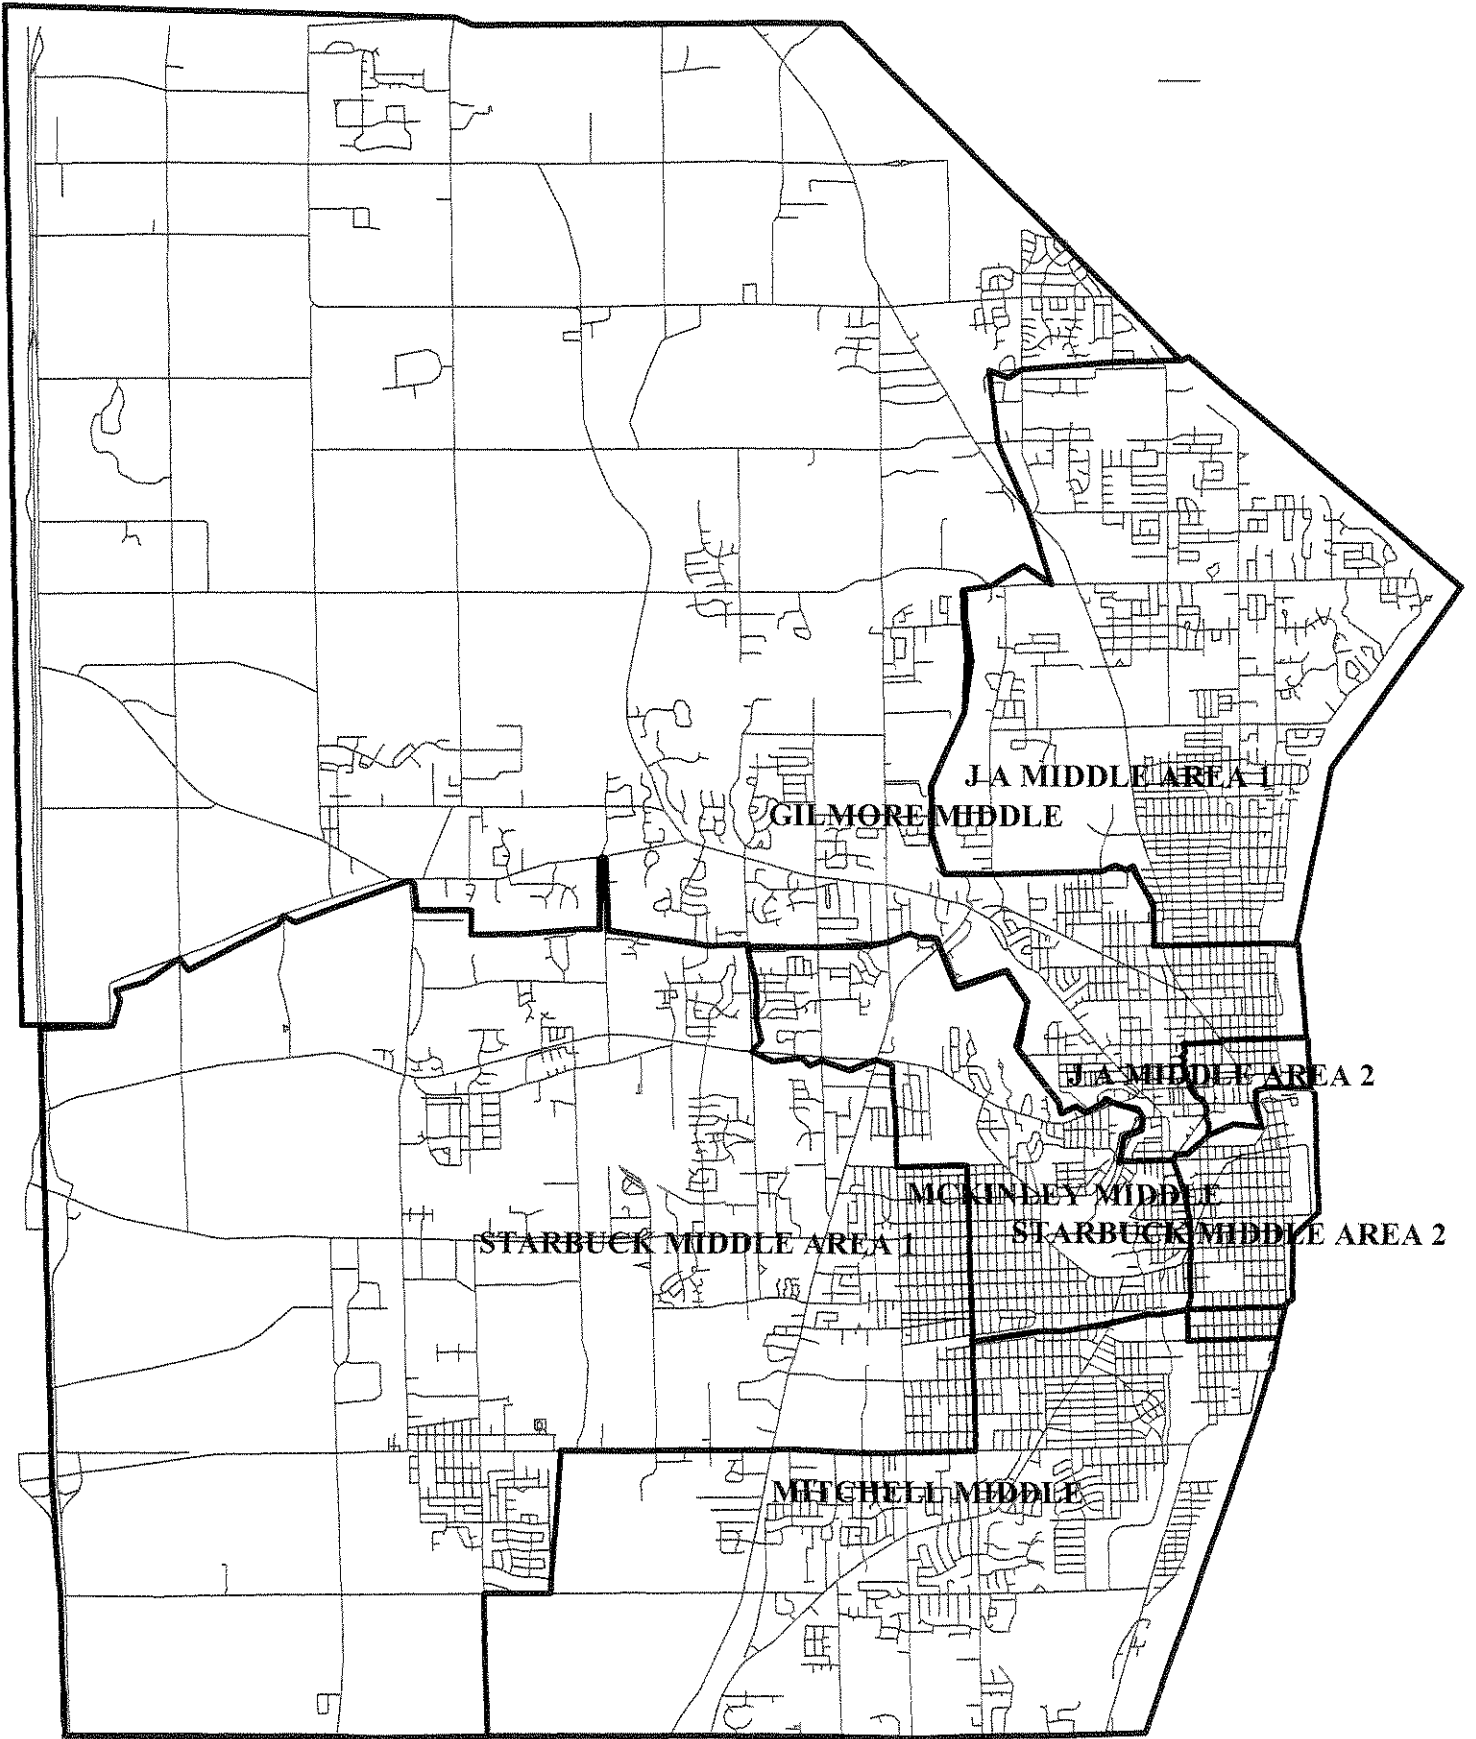 J A MIDDLE AREA 1
GILMORE MIDDLE
J A MIDDLE AREA 2
MCKINLEY MIDDLE
STARBUCK MIDDLE AREA 2
STARBUCK MIDDLE AREA 1
MITCHELL MIDDLE